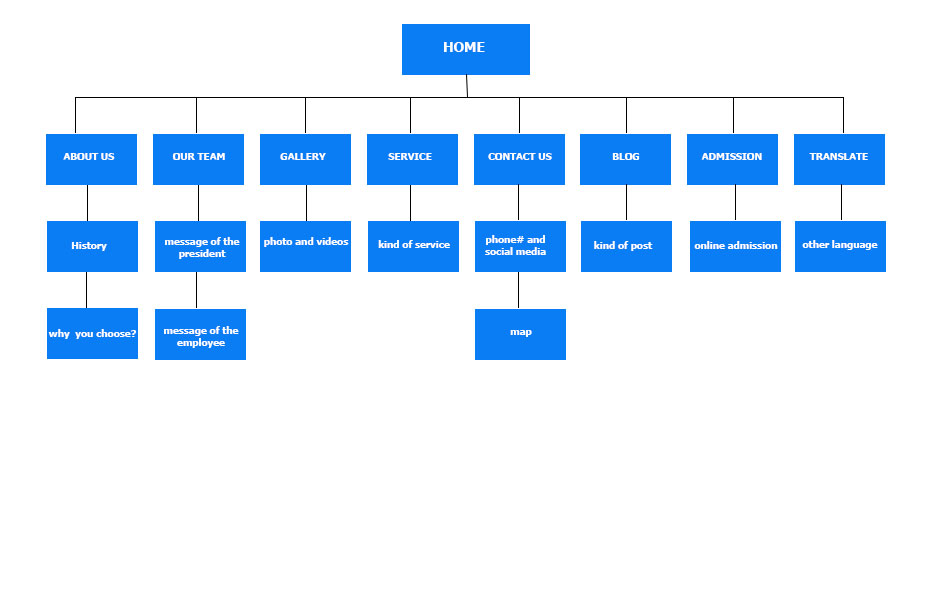 HOME
ABOUT US
OUR TEAM
GALLERY
SERVICE
CONTACT US
BLOG
ADMISSION
TRANSLATE
History
message of the
president
photo and videos
kind of service
phone# and
social media
kind of post
online admission
other language
why  you choose?
message of the
employee
map